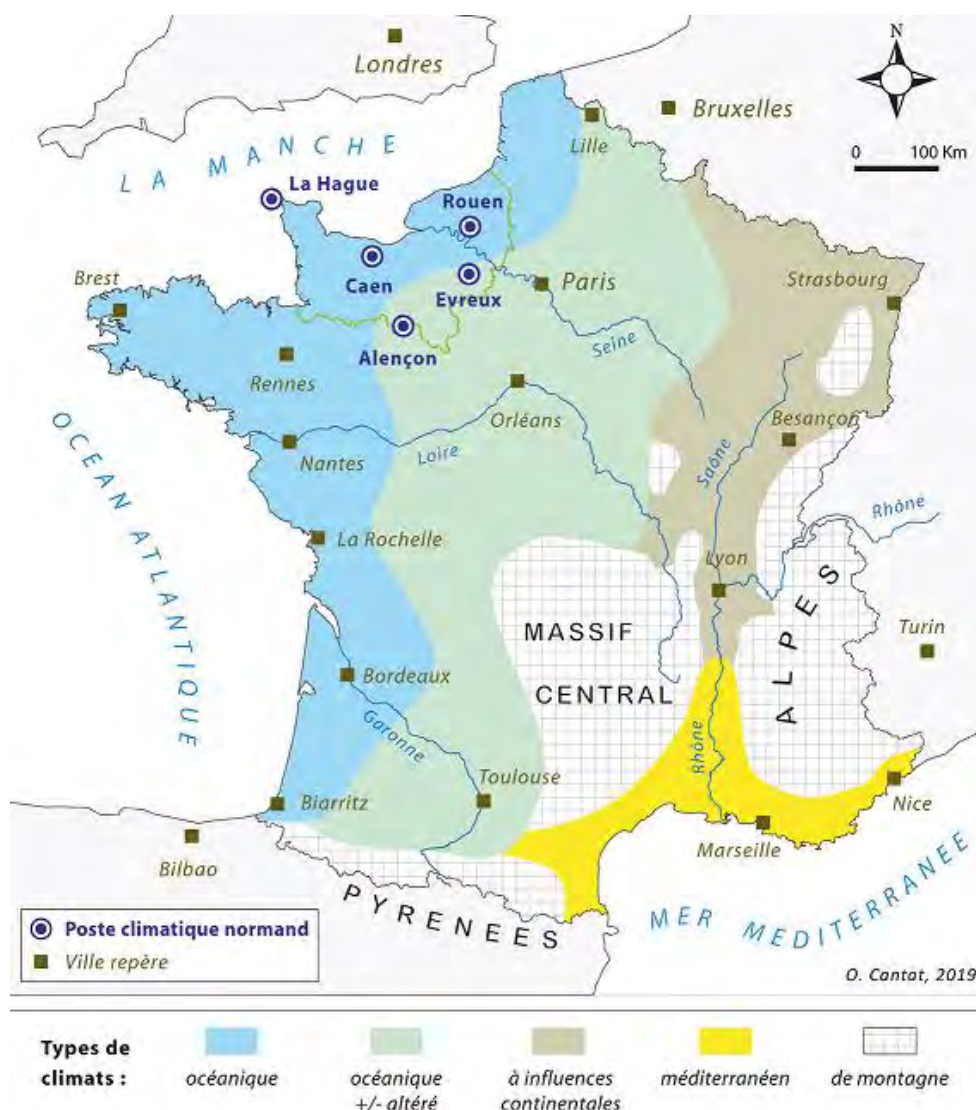 N
Londres
Bruxelles
0 100 Km
LA MANCHE
Lille
La Hague
Rouen
Caen
Evreux
Paris
Strasbourg
Brest
Alençon
Seine
Rennes
Orléans
Besançon
OCEAN ATLANTIQUE
Nantes
Loire
Saône
Rhône
La Rochelle
Lyon
ALPES
MASSIF
CENTRAL
Turin
Bordeaux
Garonne
Rhône
Toulouse
Biarritz
Nice
Marseille
Bilbao
PYRENEES
MER MEDITERRANEE
Poste climatique normand
Ville repère
O. Cantat, 2019
Types de
climats :
océanique
océanique
+/- altéré
à influences
continentales
méditerranéen
de montagne